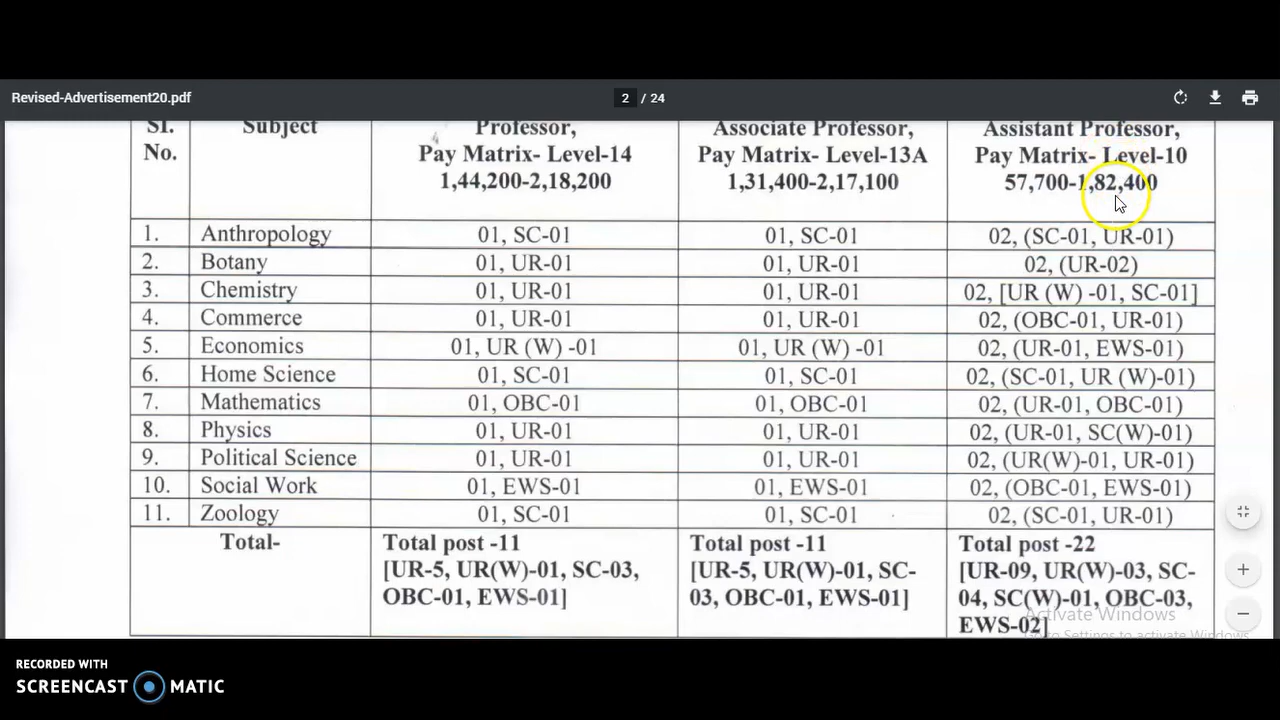 Revised-Advertisement20.pdf 2 / 24
Sl. No. Subject Professor, Pay Matrix- Level-14 1,44,200-2,18,200 Associate Professor, Pay Matrix- Level-13A 1,31,400-2,17,100 Assistant Professor, Pay Matrix- Level-10 57,700-1,82,400
1. Anthropology 01, SC-01 01, SC-01 02, (SC-01, UR-01)
2. Botany 01, UR-01 01, UR-01 02, (UR-02)
3. Chemistry 01, UR-01 01, UR-01 02, [UR (W) -01, SC-01]
4. Commerce 01, UR-01 01, UR-01 02, (OBC-01, UR-01)
5. Economics 01, UR (W) -01 01, UR (W) -01 02, (UR-01, EWS-01)
6. Home Science 01, SC-01 01, SC-01 02, (SC-01, UR (W)-01)
7. Mathematics 01, OBC-01 01, OBC-01 02, (UR-01, OBC-01)
8. Physics 01, UR-01 01, UR-01 02, (UR-01, SC(W)-01)
9. Political Science 01, UR-01 01, UR-01 02, (UR(W)-01, UR-01)
10. Social Work 01, EWS-01 01, EWS-01 02, (OBC-01, EWS-01)
11. Zoology 01, SC-01 01, SC-01 02, (SC-01, UR-01)
Total- Total post -11 Total post -11 Total post -22
[UR-5, UR(W)-01, SC-03, [UR-5, UR(W)-01, SC- [UR-09, UR(W)-03, SC-
OBC-01, EWS-01] 03, OBC-01, EWS-01] 04, SC(W)-01, OBC-03,
EWS-02]
Activate Windows
Go to Settings to activate Windows.
RECORDED WITH
SCREENCAST MATIC